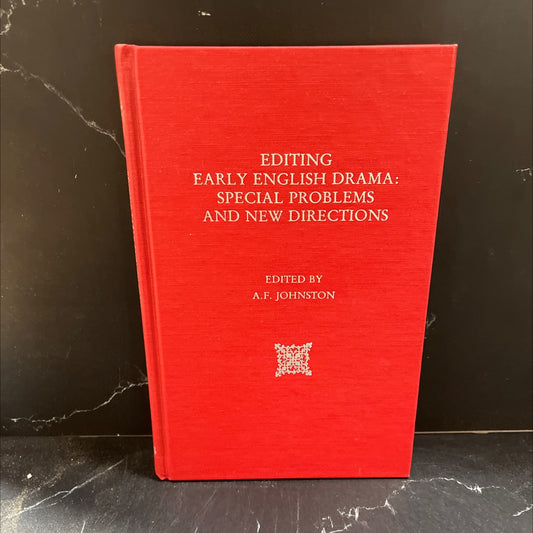 EDITING
EARLY ENGLISH DRAMA:
SPECIAL PROBLEMS
AND NEW DIRECTIONS
EDITED BY
A.F. JOHNSTON